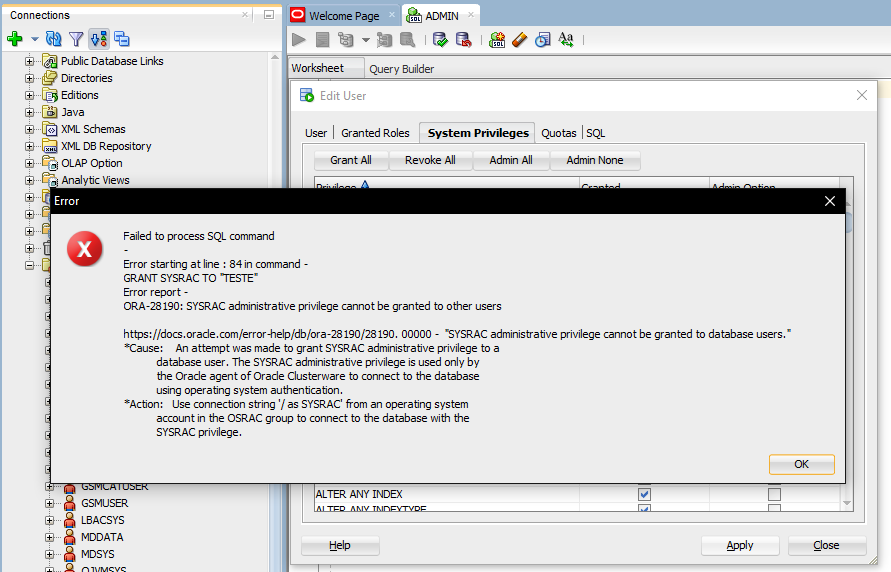 Connections
Welcome Page
ADMIN
Public Database Links
Directories
Editions
Java
XML Schemas
XML DB Repository
OLAP Option
Analytic Views
Worksheet
Query Builder
Edit User
User
Granted Roles
System Privileges
Quotas
SQL
Grant All
Revoke All
Admin All
Admin None
Privilege
Granted
Admin Option
Error
Failed to process SQL command
-
Error starting at line : 84 in command -
GRANT SYSRAC TO "TESTE"
Error report -
ORA-28190: SYSRAC administrative privilege cannot be granted to other users
https://docs.oracle.com/error-help/db/ora-28190/28190. 00000 - "SYSRAC administrative privilege cannot be granted to database users."
*Cause: An attempt was made to grant SYSRAC administrative privilege to a
database user. The SYSRAC administrative privilege is used only by
the Oracle agent of Oracle Clusterware to connect to the database
using operating system authentication.
*Action: Use connection string '/ as SYSRAC' from an operating system
account in the OSRAC group to connect to the database with the
SYSRAC privilege.
OK
GSMCATUSER
GSMUSER
LBACSYS
MDDATA
MDSYS
OJVMSYS
ALTER ANY INDEX
ALTER ANY INDEXTYPE
Help
Apply
Close